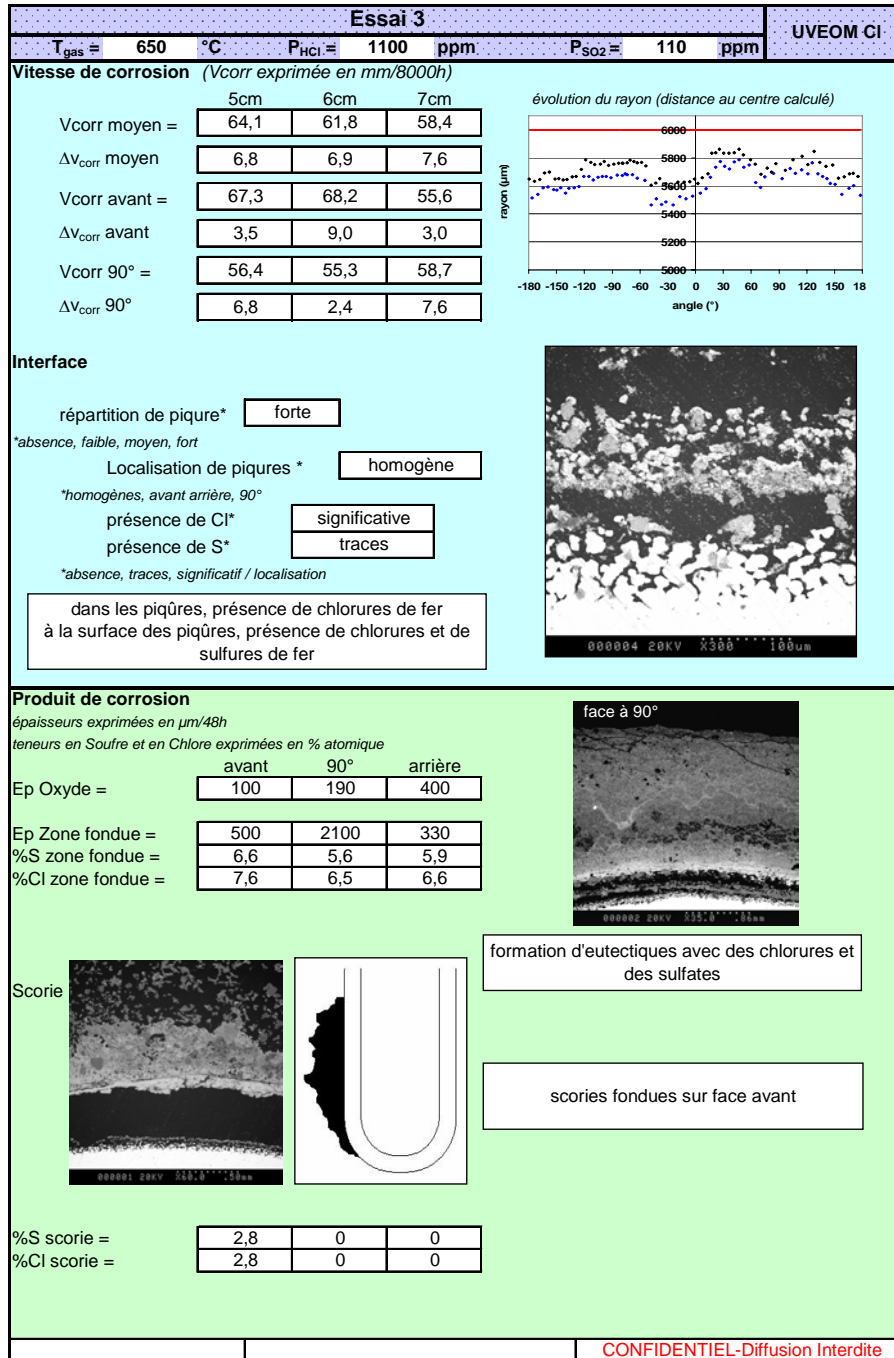 Essai 3
UVEOM Cl
Tgas = 650 °C PHCl = 1100 ppm PSO2 = 110 ppm
Vitesse de corrosion (Vcorr exprimée en mm/8000h)
5cm 6cm 7cm
Vcorr moyen = 64,1 61,8 58,4
Δvcorr moyen 6,8 6,9 7,6
Vcorr avant = 67,3 68,2 55,6
Δvcorr avant 3,5 9,0 3,0
Vcorr 90° = 56,4 55,3 58,7
Δvcorr 90° 6,8 2,4 7,6
évolution du rayon (distance au centre calculé)
rayon (µm)
6000
5800
5600
5400
5200
5000
-180 -150 -120 -90 -60 -30 0 30 60 90 120 150 18
angle (°)
Interface
répartition de piqure* forte
*absence, faible, moyen, fort
Localisation de piqures * homogène
*homogènes, avant arrière, 90°
présence de Cl* significative
présence de S* traces
*absence, traces, significatif / localisation
dans les piqûres, présence de chlorures de fer
à la surface des piqûres, présence de chlorures et de
sulfures de fer
000004 20KV X300 100um
Produit de corrosion
épaisseurs exprimées en µm/48h
teneurs en Soufre et en Chlore exprimées en % atomique
avant 90° arrière
Ep Oxyde = 100 190 400
Ep Zone fondue = 500 2100 330
%S zone fondue = 6,6 5,6 5,9
%Cl zone fondue = 7,6 6,5 6,6
face à 90°
000002 20KV X35.0 .86mm
formation d'eutectiques avec des chlorures et
des sulfates
Scorie
000001 20KV X60.0 .50mm
scories fondues sur face avant
%S scorie = 2,8 0 0
%Cl scorie = 2,8 0 0
CONFIDENTIEL-Diffusion Interdite